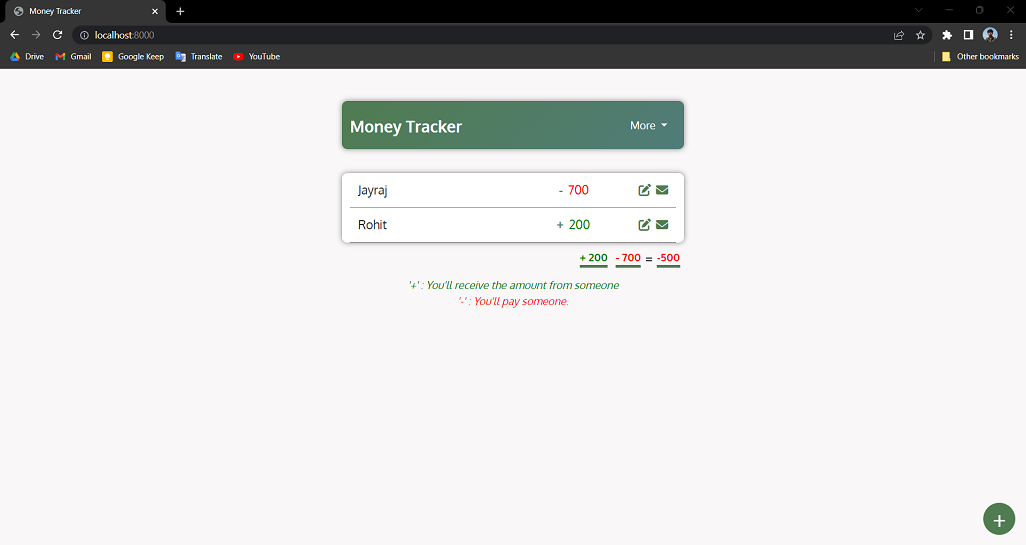 Money Tracker
localhost:8000
Drive Gmail Google Keep Translate YouTube Other bookmarks
Money Tracker More
Jayraj - 700
Rohit + 200
+ 200 - 700 = -500
'+' : You'll receive the amount from someone
'-' : You'll pay someone.
+